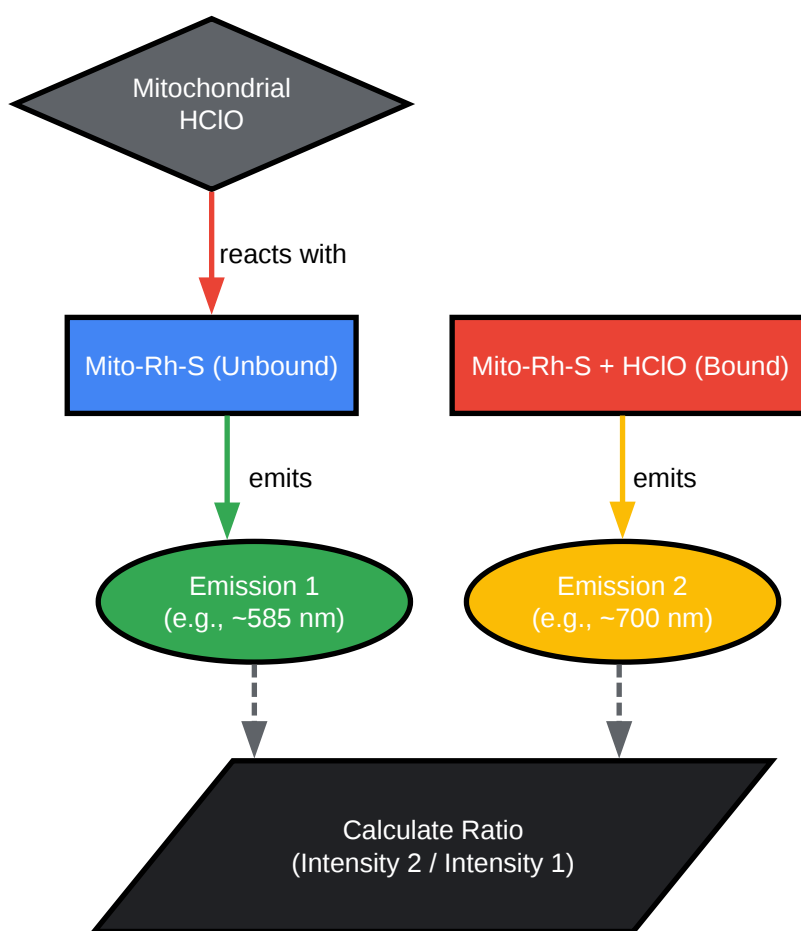 Mitochondrial
HClO
reacts with
Mito-Rh-S (Unbound)
Mito-Rh-S + HClO (Bound)
emits
emits
Emission 1
(e.g., ~585 nm)
Emission 2
(e.g., ~700 nm)
Calculate Ratio
(Intensity 2 / Intensity 1)